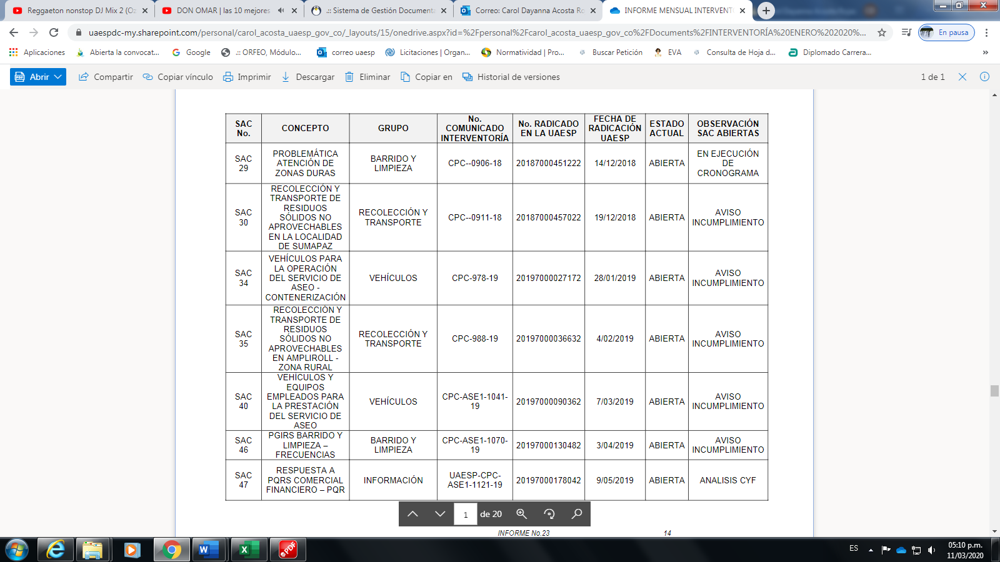 Reggaeton nonstop DJ Mix 2 (Oz
DON OMAR | las 10 mejores
.:: Sistema de Gestión Documenta
Correo: Carol Dayanna Acosta Ro
INFORME MENSUAL INTERVENTO
uaespdc-my.sharepoint.com/personal/carol_acosta_uaesp_gov_co/_layouts/15/onedrive.aspx?id=%2Fpersonal%2Fcarol_acosta_uaesp_gov_co%2FDocuments%2FINTERVENTORÍA%20ENERO%202020%...
En pausa
Aplicaciones
Abierta la convocat...
Google
.:: ORFEO, Módulo...
correo uaesp
Licitaciones | Organ...
Normatividad | Pro...
Buscar Petición
EVA
Consulta de Hoja d...
Diplomado Carrera...
»
Abrir
Compartir
Copiar vínculo
Imprimir
Descargar
Eliminar
Copiar en
Historial de versiones
1 de 1
SAC
No.
CONCEPTO
GRUPO
No.
COMUNICADO
INTERVENTORÍA
No. RADICADO
EN LA UAESP
FECHA DE
RADICACIÓN
UAESP
ESTADO
ACTUAL
OBSERVACIÓN
SAC ABIERTAS
SAC
29
PROBLEMÁTICA
ATENCIÓN DE
ZONAS DURAS
BARRIDO Y
LIMPIEZA
CPC--0906-18
20187000451222
14/12/2018
ABIERTA
EN EJECUCIÓN
DE
CRONOGRAMA
SAC
30
RECOLECCIÓN Y
TRANSPORTE DE
RESIDUOS
SÓLIDOS NO
APROVECHABLES
EN LA LOCALIDAD
DE SUMAPAZ
RECOLECCIÓN Y
TRANSPORTE
CPC--0911-18
20187000457022
19/12/2018
ABIERTA
AVISO
INCUMPLIMIENTO
SAC
34
VEHÍCULOS PARA
LA OPERACIÓN
DEL SERVICIO DE
ASEO -
CONTENERIZACIÓN
VEHÍCULOS
CPC-978-19
20197000027172
28/01/2019
ABIERTA
AVISO
INCUMPLIMIENTO
SAC
35
RECOLECCIÓN Y
TRANSPORTE DE
RESIDUOS
SÓLIDOS NO
APROVECHABLES
EN AMPLIROLL -
ZONA RURAL
RECOLECCIÓN Y
TRANSPORTE
CPC-988-19
20197000036632
4/02/2019
ABIERTA
AVISO
INCUMPLIMIENTO
SAC
40
VEHÍCULOS Y
EQUIPOS
EMPLEADOS PARA
LA PRESTACIÓN
DEL SERVICIO DE
ASEO
VEHÍCULOS
CPC-ASE1-1041-
19
20197000090362
7/03/2019
ABIERTA
AVISO
INCUMPLIMIENTO
SAC
46
PGIRS BARRIDO Y
LIMPIEZA –
FRECUENCIAS
BARRIDO Y
LIMPIEZA
CPC-ASE1-1070-
19
20197000130482
3/04/2019
ABIERTA
AVISO
INCUMPLIMIENTO
SAC
47
RESPUESTA A
PQRS COMERCIAL
FINANCIERO – PQR
INFORMACIÓN
UAESP-CPC-
ASE1-1121-19
20197000178042
9/05/2019
ABIERTA
ANALISIS CYF
1 de 20
INFORME No.23
14
ES
05:10 p.m.
11/03/2020